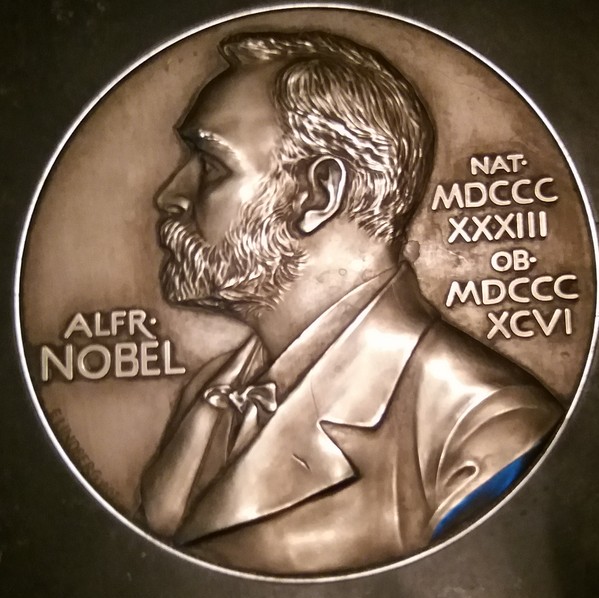 ALFR·
NOBEL
NAT·
MDCCC
XXXIII
OB·
MDCCC
XCVI